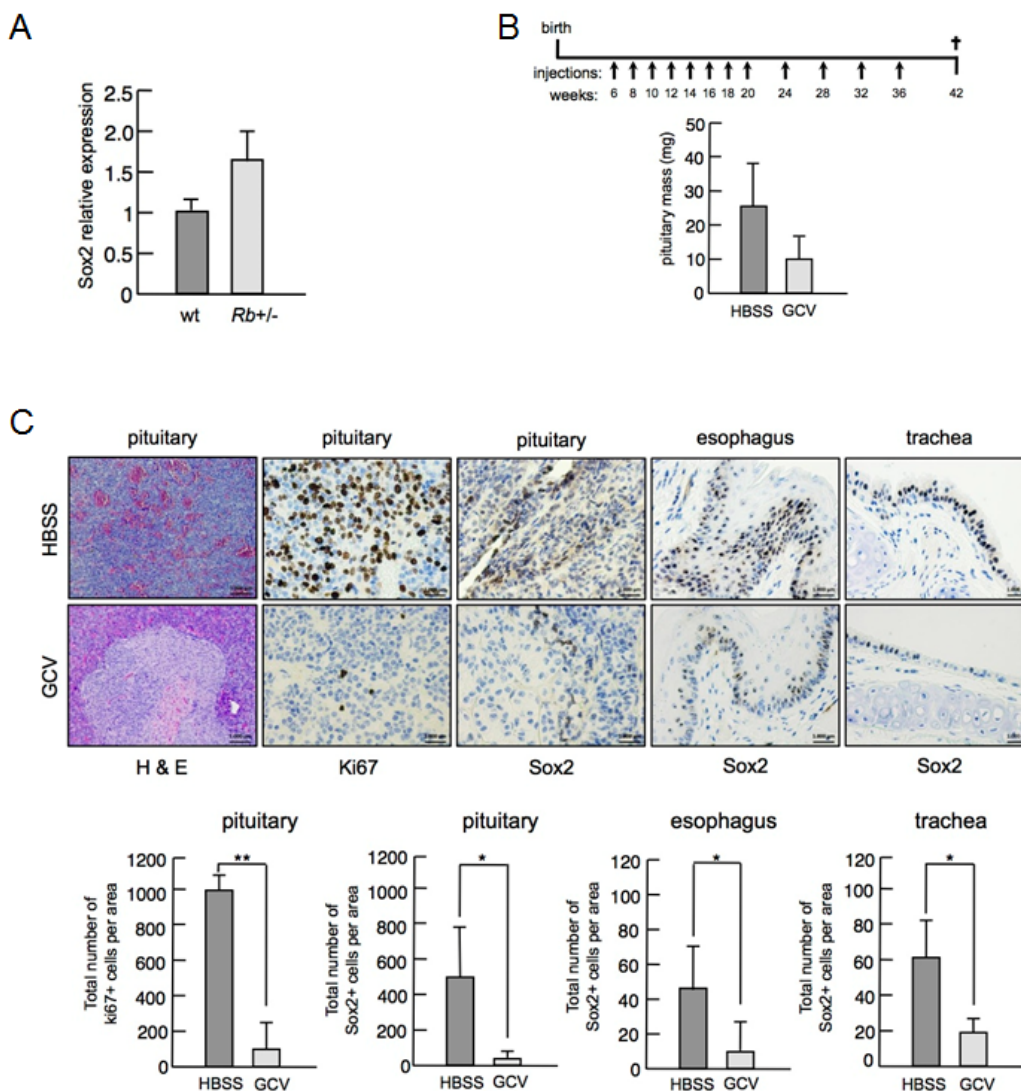 A
2.5
2.0
1.5
1
0.5
0
Sox2 relative expression
wt Rb+/-
B
birth
injections:
weeks: 6 8 10 12 14 16 18 20 24 28 32 36 42
50
40
30
20
10
0
pituitary mass (mg)
HBSS GCV
C
pituitary pituitary pituitary esophagus trachea
HBSS
GCV
H & E Ki67 Sox2 Sox2 Sox2
pituitary pituitary esophagus trachea
Total number of
ki67+ cells per area
1200
1000
800
600
400
200
0
**
HBSS GCV
Total number of
Sox2+ cells per area
1200
1000
800
600
400
200
0
*
HBSS GCV
Total number of
Sox2+ cells per area
120
100
80
60
40
20
0
*
HBSS GCV
Total number of
Sox2+ cells per area
120
100
80
60
40
20
0
*
HBSS GCV